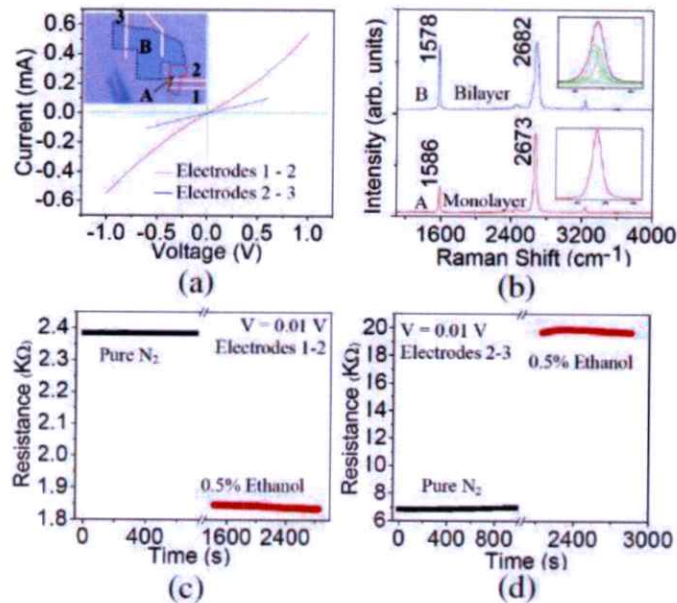 3
B
2
A
1
Current (mA)
0.6
0.4
0.2
0.0
-0.2
-0.4
-0.6
Electrodes 1 - 2
Electrodes 2 - 3
-1.0 -0.5 0.0 0.5 1.0
Voltage (V)
(a)
Intensity (arb. units)
1578
2682
B Bilayer
1586
2673
A Monolayer
1600 2400 3200 4000
Raman Shift (cm-1)
(b)
Resistance (KΩ)
2.4
2.3
2.2
2.1
2.0
1.9
1.8
V = 0.01 V
Electrodes 1-2
Pure N2
0.5% Ethanol
0 400 1600 2400
Time (s)
(c)
Resistance (KΩ)
20
18
16
14
12
10
8
6
V = 0.01 V
Electrodes 2-3
0.5% Ethanol
Pure N2
0 400 800 2400 3000
Time (s)
(d)